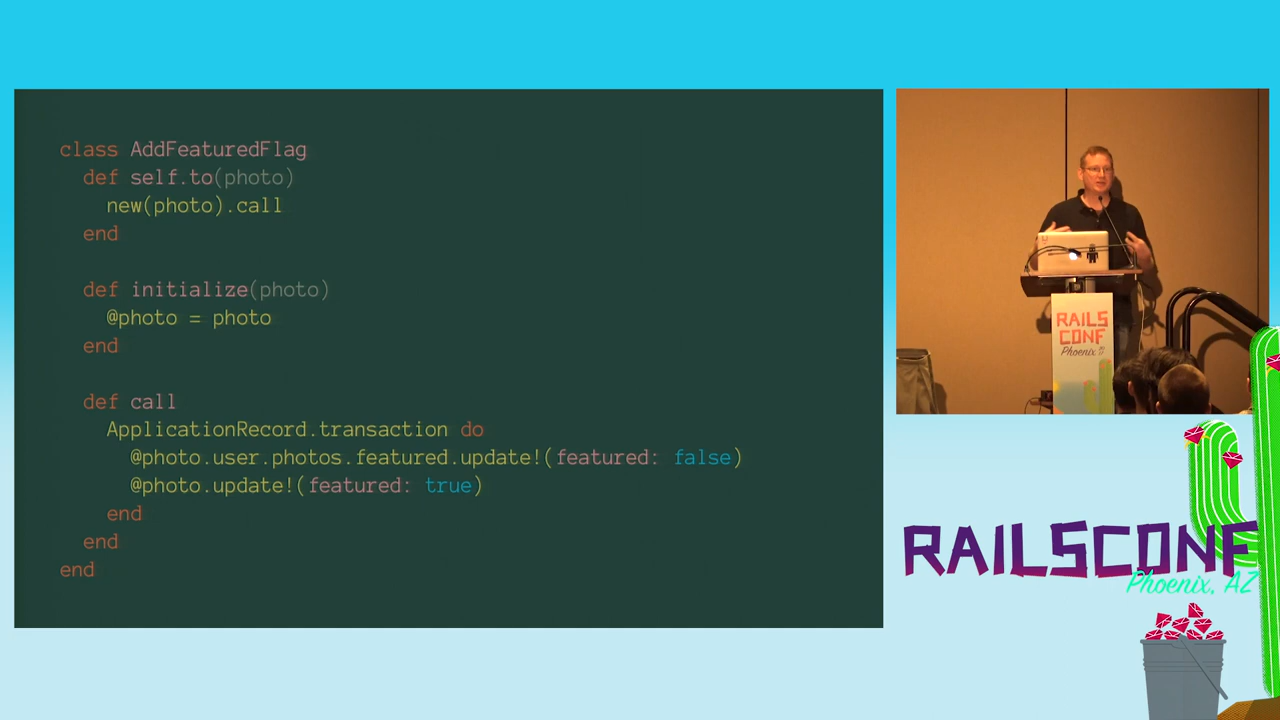 class AddFeaturedFlag
  def self.to(photo)
    new(photo).call
  end

  def initialize(photo)
    @photo = photo
  end

  def call
    ApplicationRecord.transaction do
      @photo.user.photos.featured.update!(featured: false)
      @photo.update!(featured: true)
    end
  end
end
RAILS
CONF
Phoenix
RAILSCONF
Phoenix, AZ